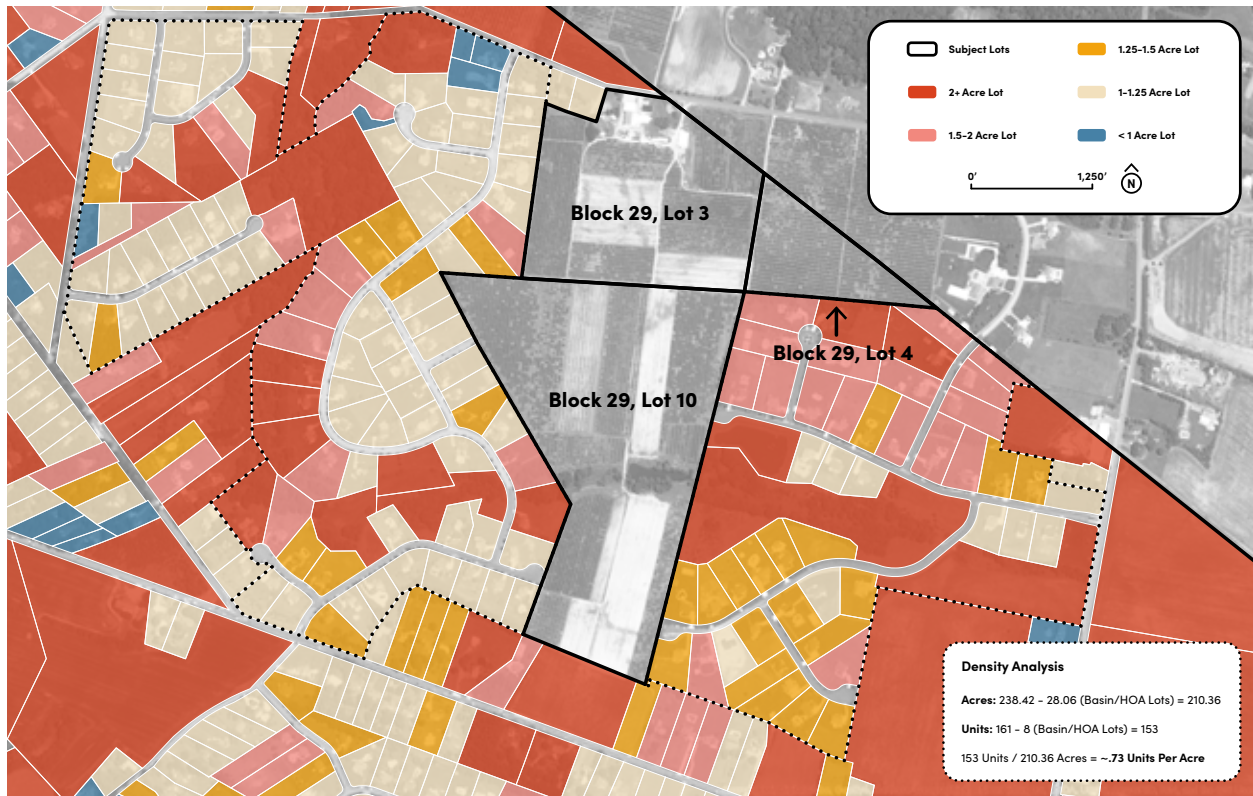 Subject Lots
1.25-1.5 Acre Lot
2+ Acre Lot
1-1.25 Acre Lot
1.5-2 Acre Lot
< 1 Acre Lot
0’
1,250’
N
Block 29, Lot 3
Block 29, Lot 4
Block 29, Lot 10
Density Analysis
Acres: 238.42 - 28.06 (Basin/HOA Lots) = 210.36
Units: 161 - 8 (Basin/HOA Lots) = 153
153 Units / 210.36 Acres = ~.73 Units Per Acre